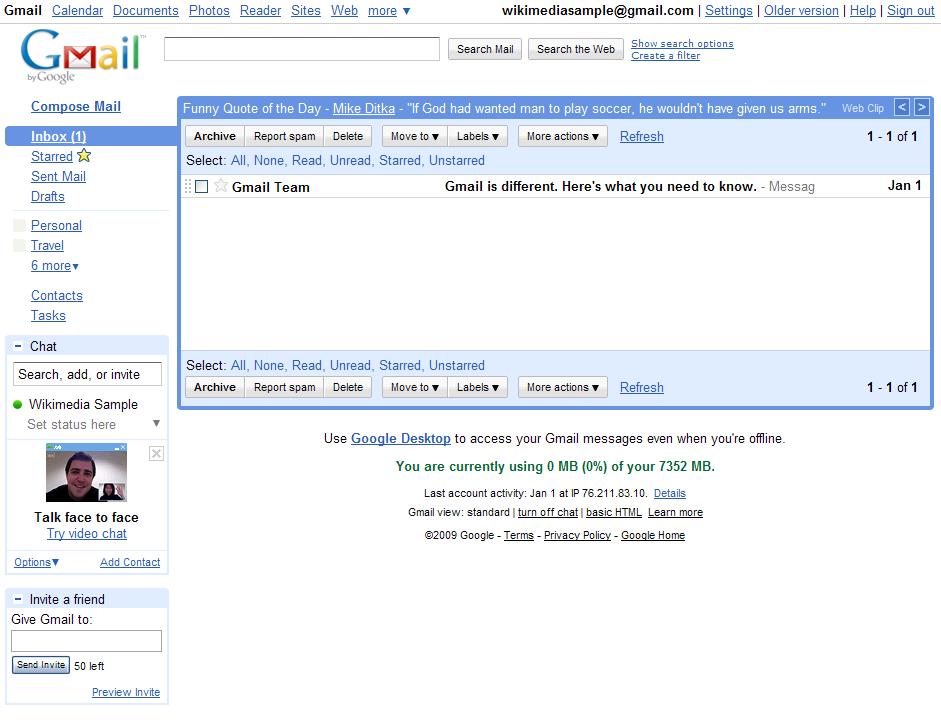 Gmail Calendar Documents Photos Reader Sites Web more ▼ wikimediasample@gmail.com | Settings | Older version | Help | Sign out
Gmail™
by Google
Search Mail Search the Web Show search options
Create a filter
Compose Mail
Inbox (1)
Starred
Sent Mail
Drafts
Personal
Travel
6 more▾
Contacts
Tasks
− Chat
Search, add, or invite
Wikimedia Sample
Set status here ▼
Talk face to face
Try video chat
Options▼ Add Contact
− Invite a friend
Give Gmail to:
Send Invite 50 left
Preview Invite
Funny Quote of the Day - Mike Ditka - "If God had wanted man to play soccer, he wouldn't have given us arms." Web Clip < >
Archive Report spam Delete Move to ▼ Labels ▼ More actions ▼ Refresh 1 - 1 of 1
Select: All, None, Read, Unread, Starred, Unstarred
Gmail Team Gmail is different. Here's what you need to know. - Messag Jan 1
Select: All, None, Read, Unread, Starred, Unstarred
Archive Report spam Delete Move to ▼ Labels ▼ More actions ▼ Refresh 1 - 1 of 1
Use Google Desktop to access your Gmail messages even when you're offline.
You are currently using 0 MB (0%) of your 7352 MB.
Last account activity: Jan 1 at IP 76.211.83.10. Details
Gmail view: standard | turn off chat | basic HTML Learn more
©2009 Google - Terms - Privacy Policy - Google Home